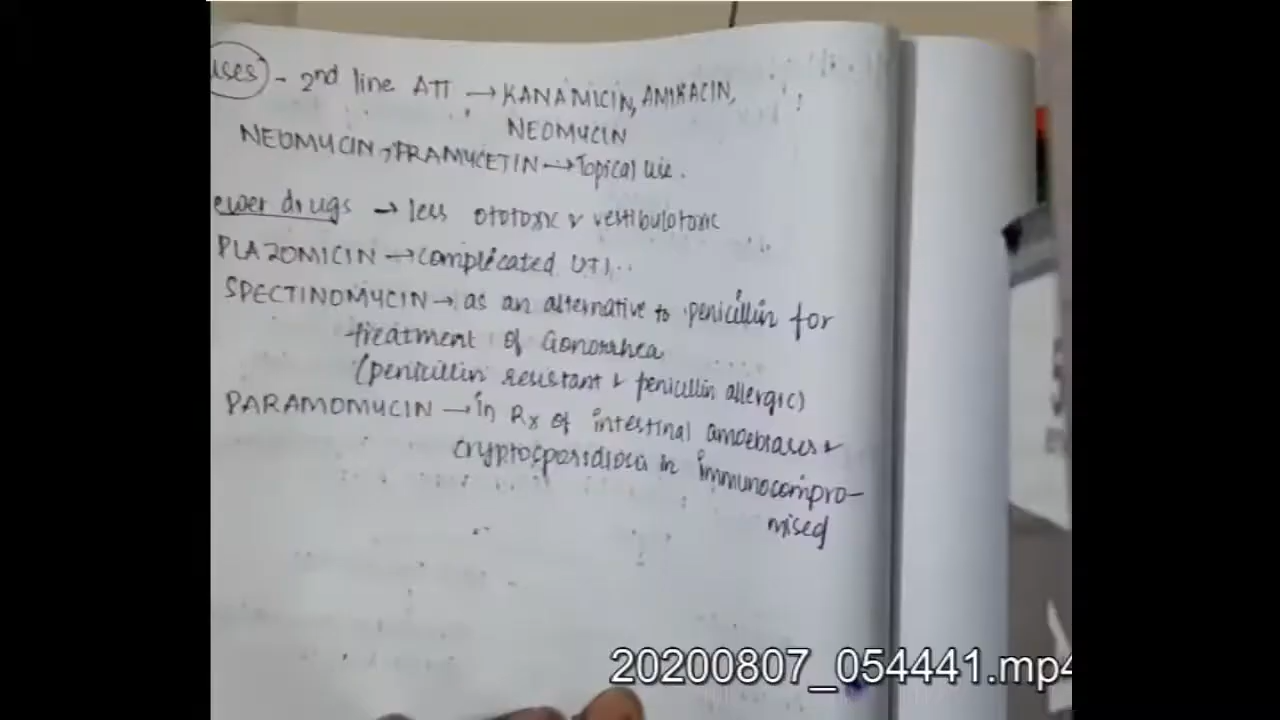 uses - 2nd line ATT → KANAMICIN, AMIKACIN,
NEOMYCIN
NEOMYCIN, FRAMYCETIN → Topical use.
ewer drugs → less ototoxic & vestibulotoxic
PLAZOMICIN → complicated UTI..
SPECTINOMYCIN → as an alternative to penicillin for
treatment of Gonorrhea
(penicillin resistant & penicillin allergic)
PARAMOMYCIN → in Rx of intestinal amoebiases &
cryptosporidiosis in immunocompro-
mised
20200807_054441.mp4